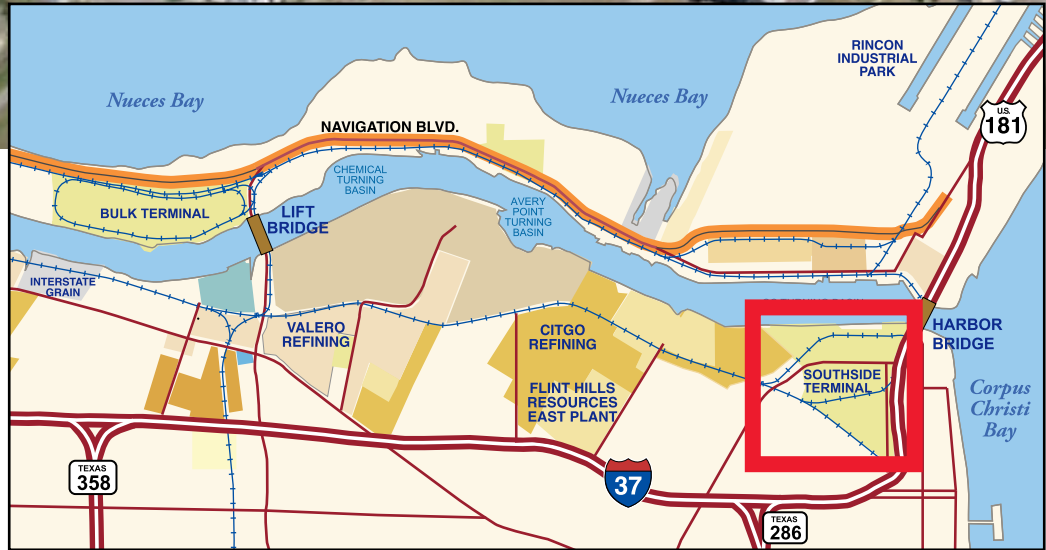 RINCON
INDUSTRIAL
PARK
Nueces Bay
Nueces Bay
U.S.
181
NAVIGATION BLVD.
CHEMICAL
TURNING
BASIN
AVERY
POINT
TURNING
BASIN
BULK TERMINAL
LIFT
BRIDGE
INTERSTATE
GRAIN
VALERO
REFINING
CITGO
REFINING
HARBOR
BRIDGE
SOUTHSIDE
TERMINAL
FLINT HILLS
RESOURCES
EAST PLANT
Corpus
Christi
Bay
TEXAS
358
37
TEXAS
286